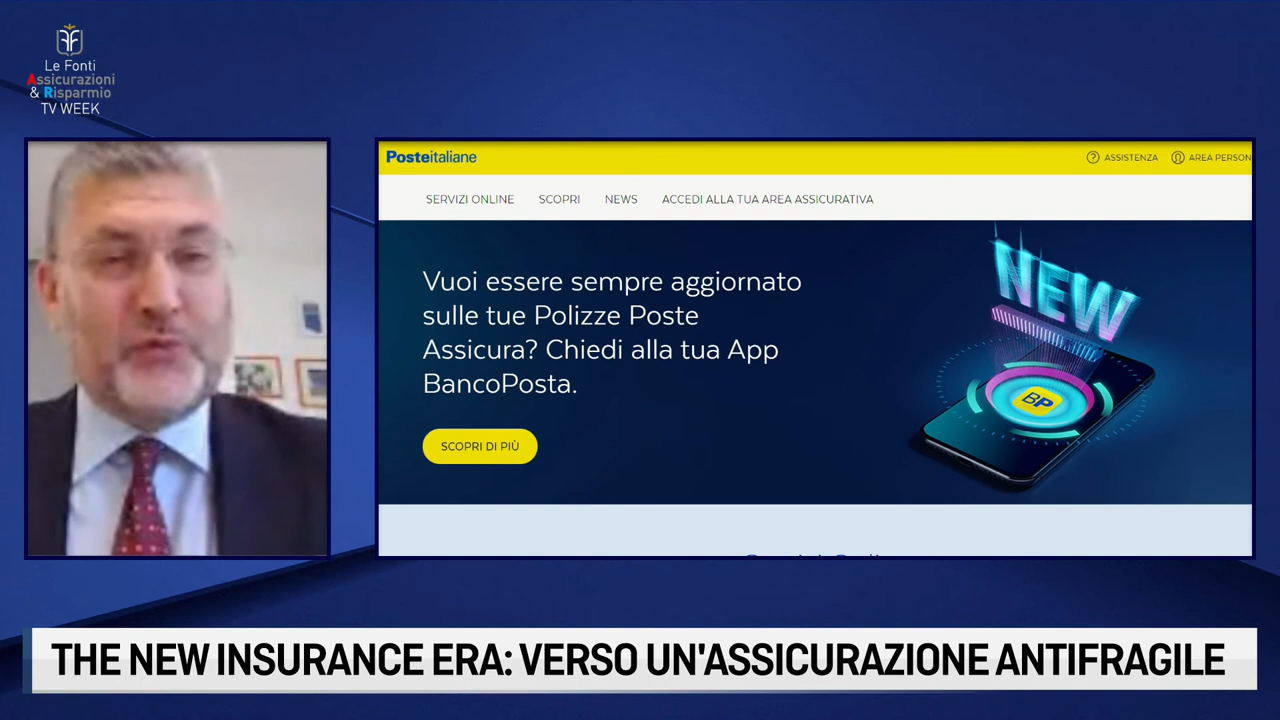 Le Fonti
Assicurazioni
& Risparmio
TV WEEK
Posteitaliane
ASSISTENZA
AREA PERSON
SERVIZI ONLINE
SCOPRI
NEWS
ACCEDI ALLA TUA AREA ASSICURATIVA
Vuoi essere sempre aggiornato
sulle tue Polizze Poste
Assicura? Chiedi alla tua App
BancoPosta.
SCOPRI DI PIÙ
NEW
BP
THE NEW INSURANCE ERA: VERSO UN'ASSICURAZIONE ANTIFRAGILE